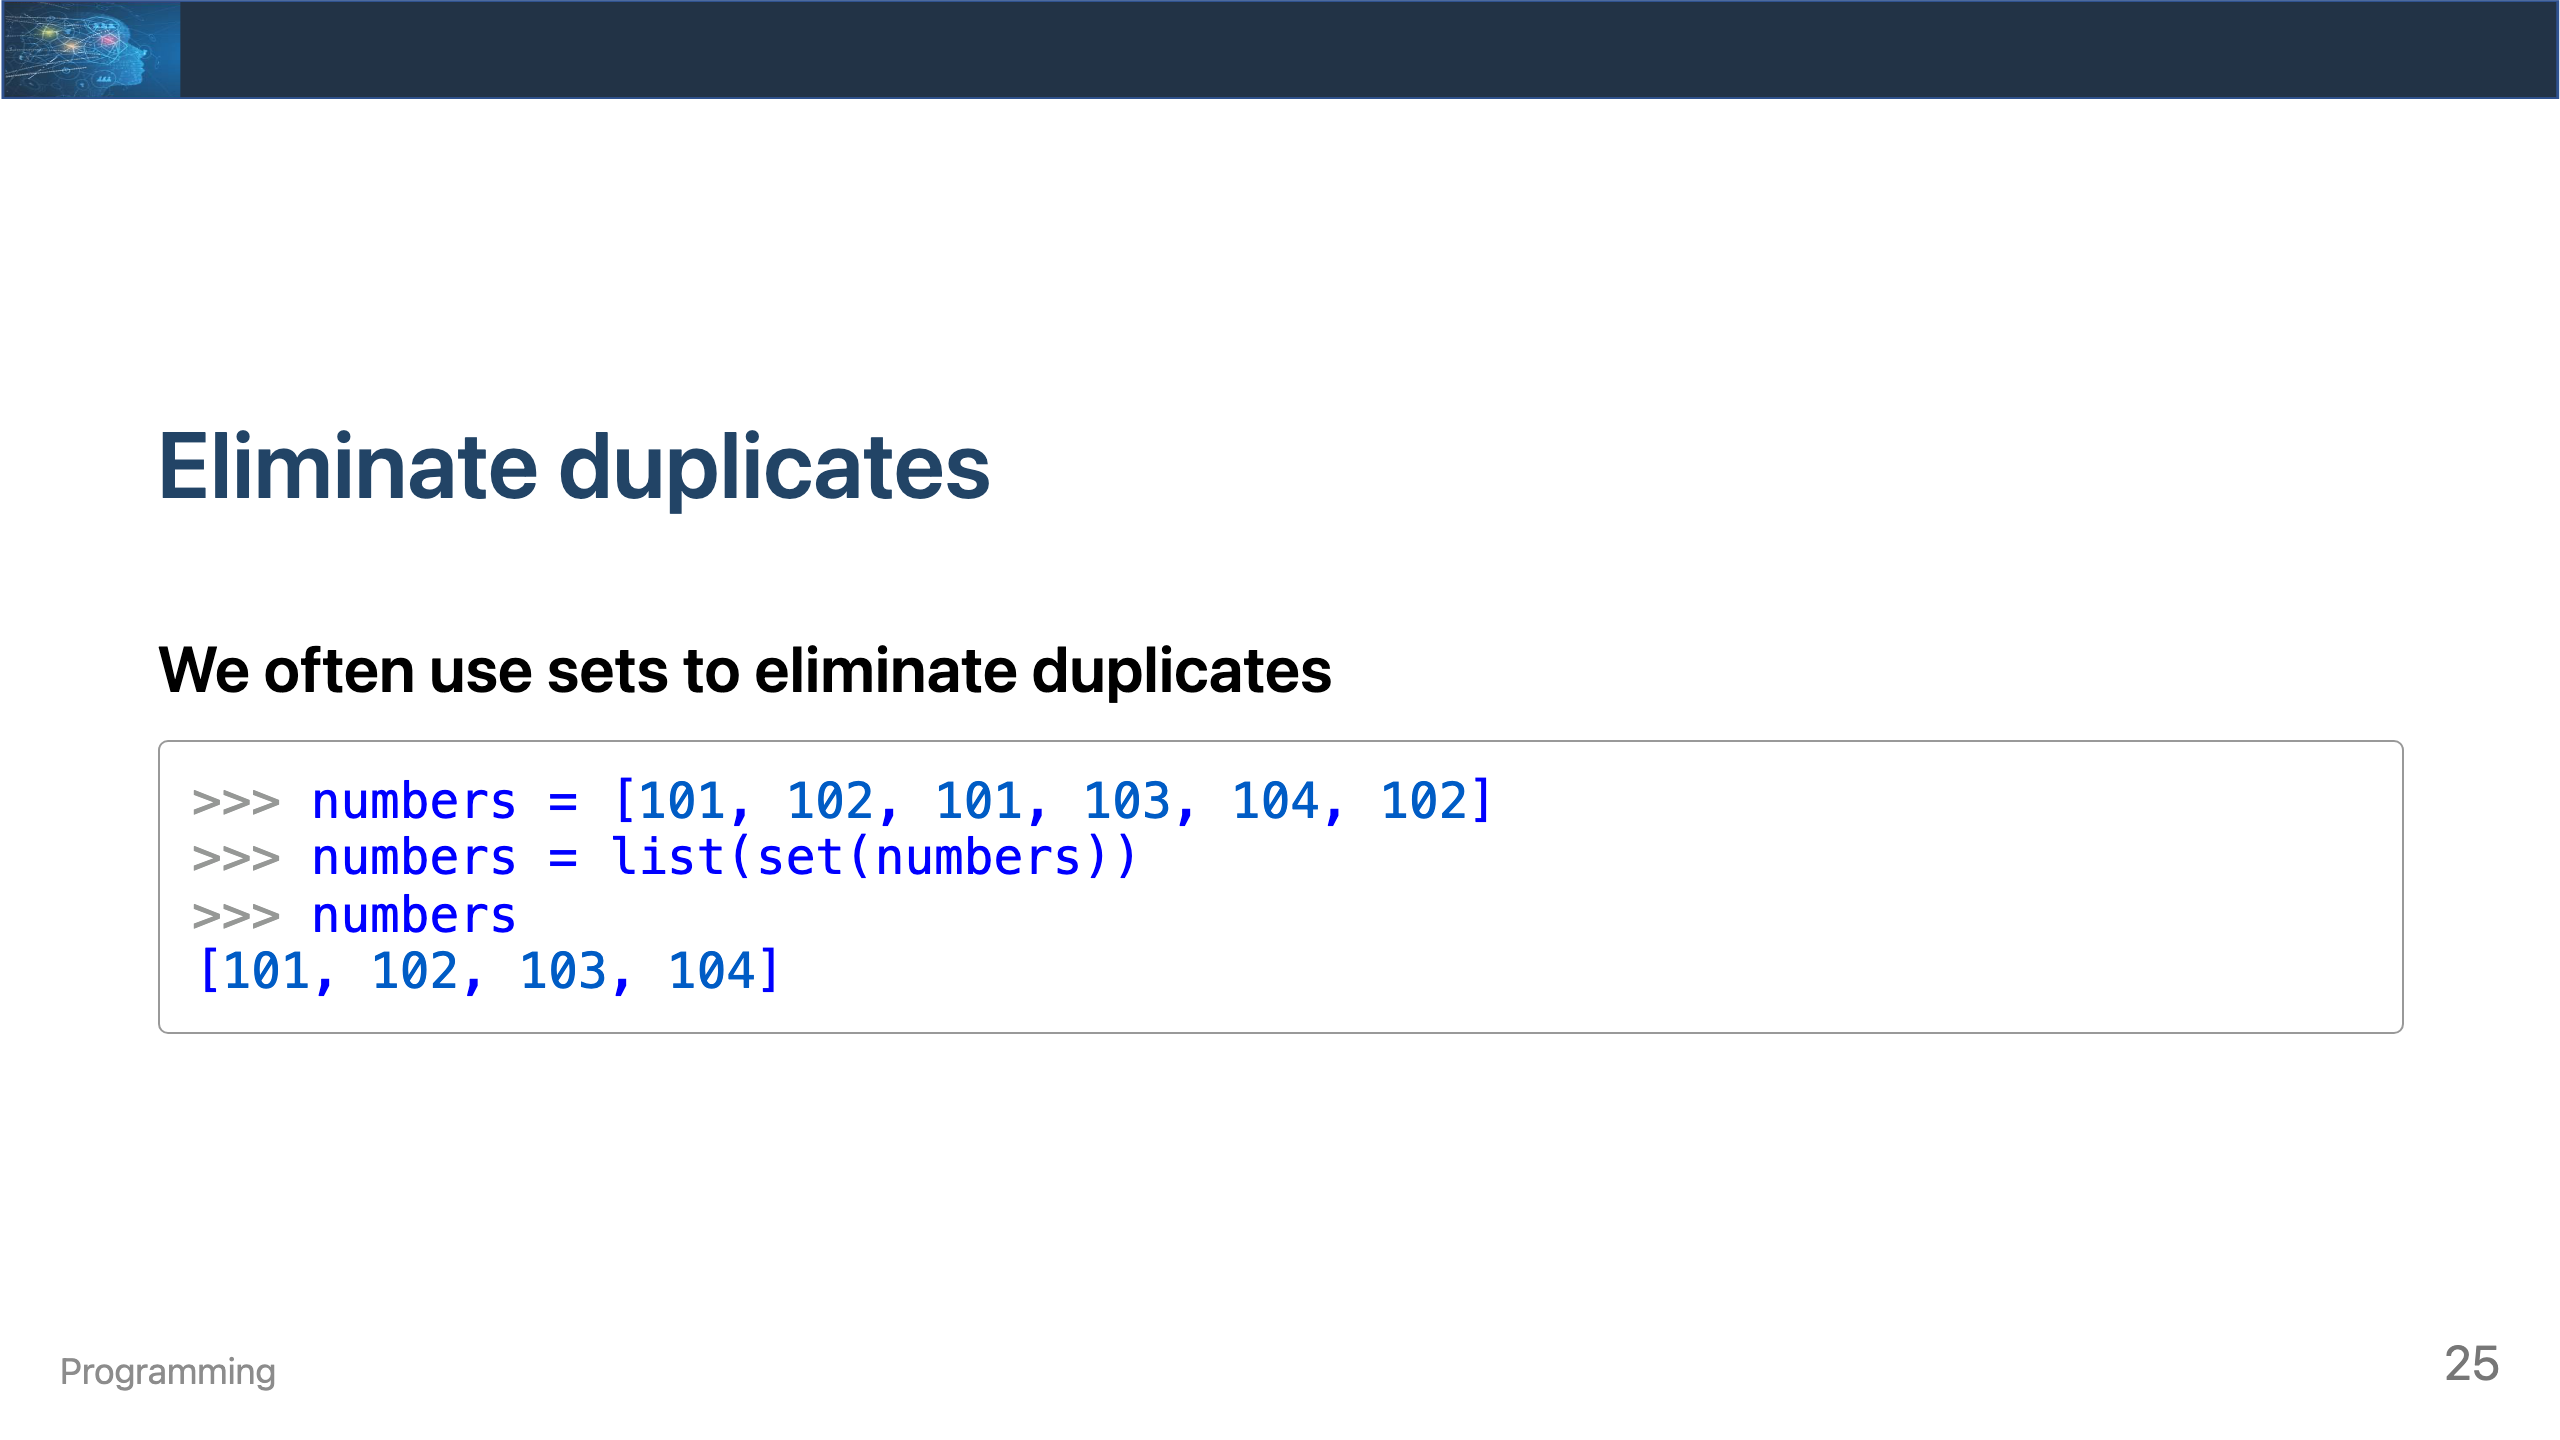 Eliminate duplicates
We often use sets to eliminate duplicates
>>> numbers = [101, 102, 101, 103, 104, 102]
>>> numbers = list(set(numbers))
>>> numbers
[101, 102, 103, 104]
Programming
25